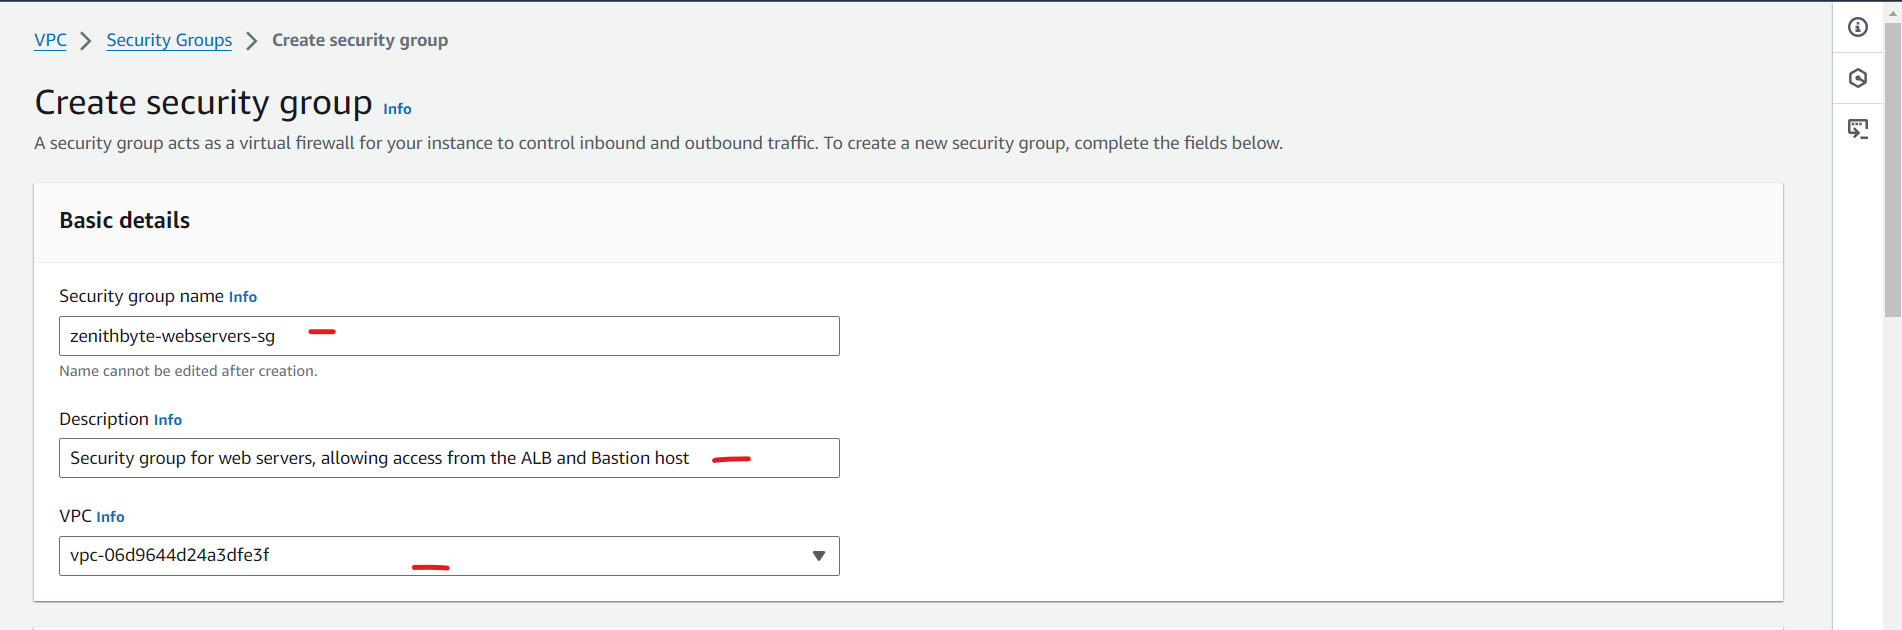 VPC > Security Groups > Create security group
Create security group Info
A security group acts as a virtual firewall for your instance to control inbound and outbound traffic. To create a new security group, complete the fields below.
Basic details
Security group name Info
zenithbyte-webservers-sg
Name cannot be edited after creation.
Description Info
Security group for web servers, allowing access from the ALB and Bastion host
VPC Info
vpc-06d9644d24a3dfe3f